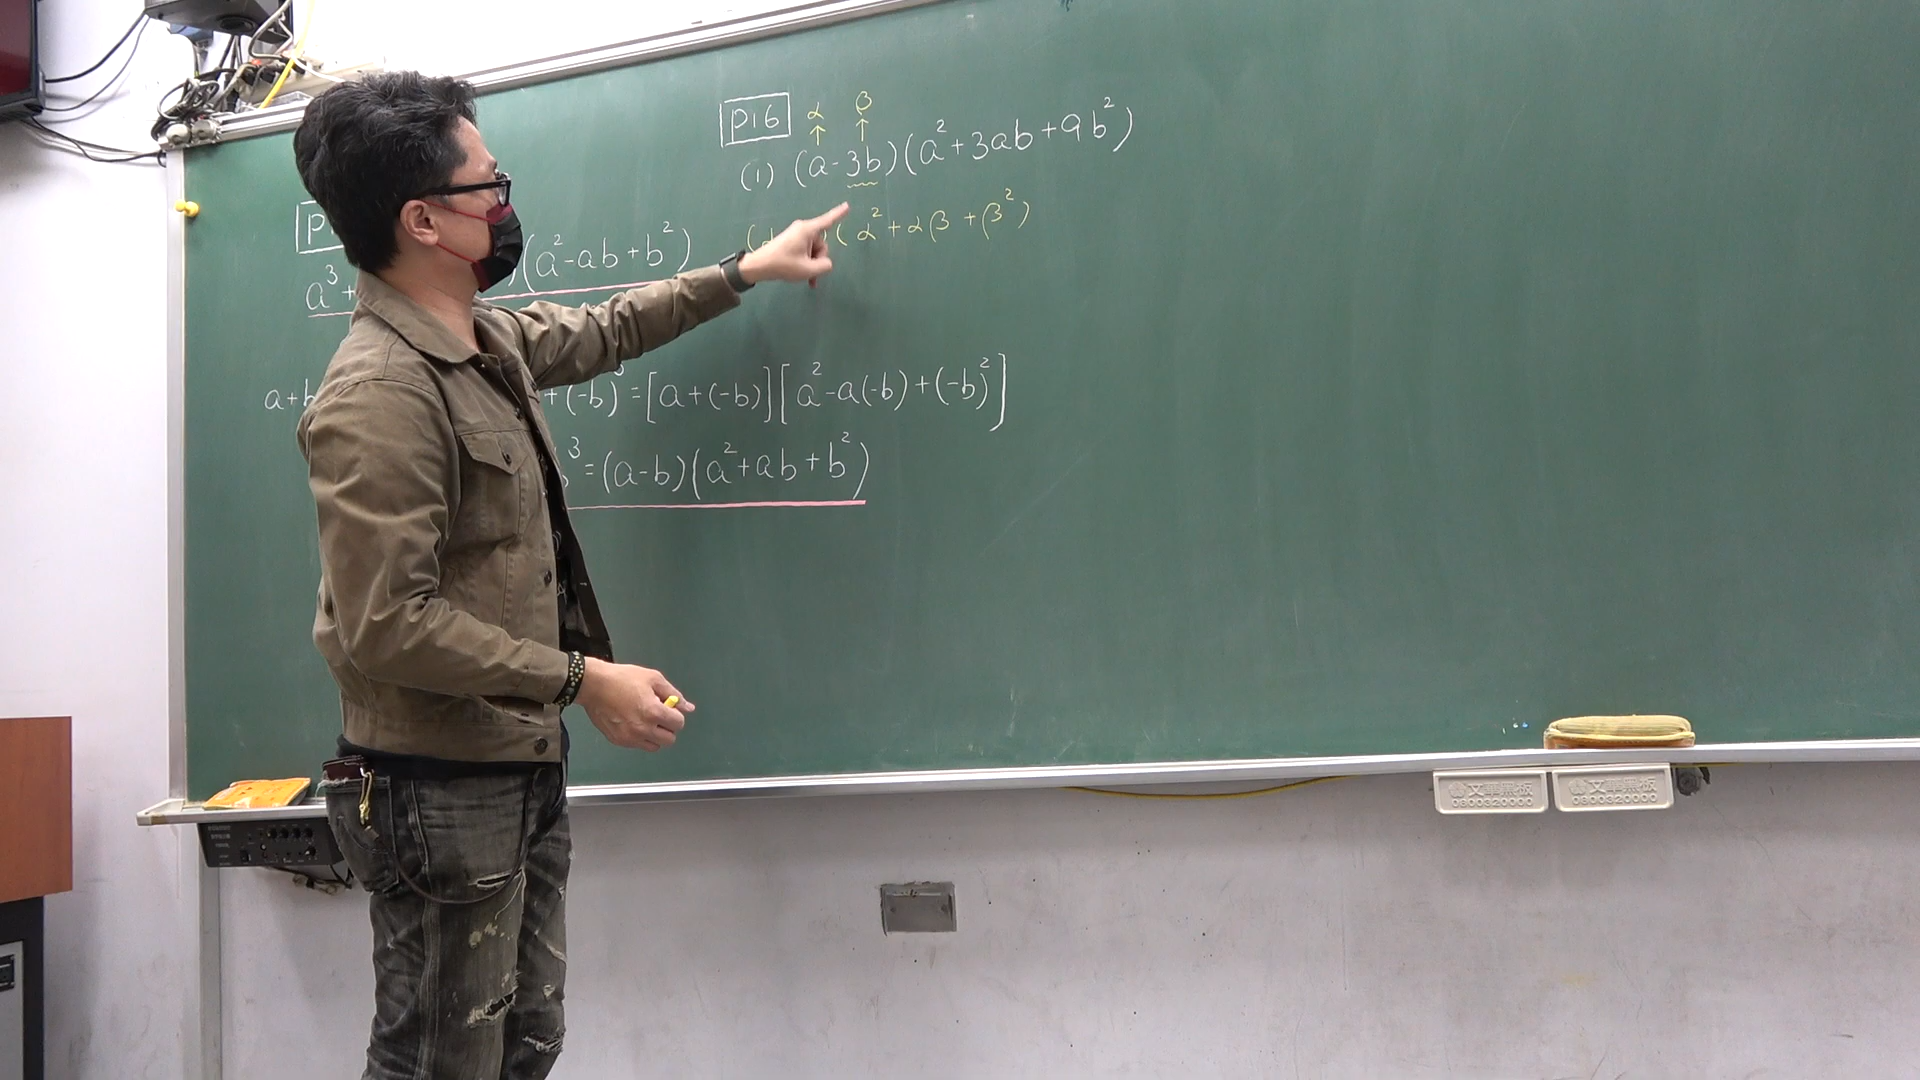 P
a³+ (a²-ab+b²)
a+b +(-b)³=[a+(-b)][a²-a(-b)+(-b)²]
b³=(a-b)(a²+ab+b²)
P16
α β
↑ ↑
(1) (a-3b)(a²+3ab+9b²)
(α )(α²+αβ+β²)
文華黑板 文華黑板
0800320000 0800320000